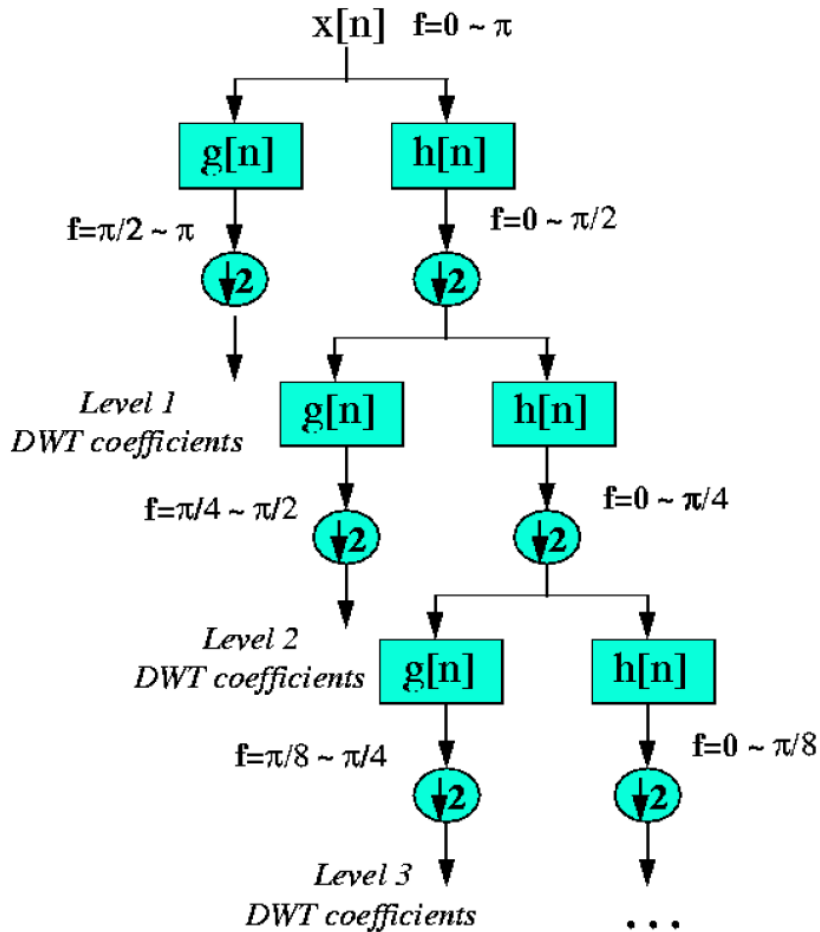 x[n] f=0 ~ π
g[n] h[n]
f=π/2 ~ π f=0 ~ π/2
↓2 ↓2
Level 1
DWT coefficients
g[n] h[n]
f=π/4 ~ π/2 f=0 ~ π/4
↓2 ↓2
Level 2
DWT coefficients
g[n] h[n]
f=π/8 ~ π/4 f=0 ~ π/8
↓2 ↓2
Level 3
DWT coefficients
...